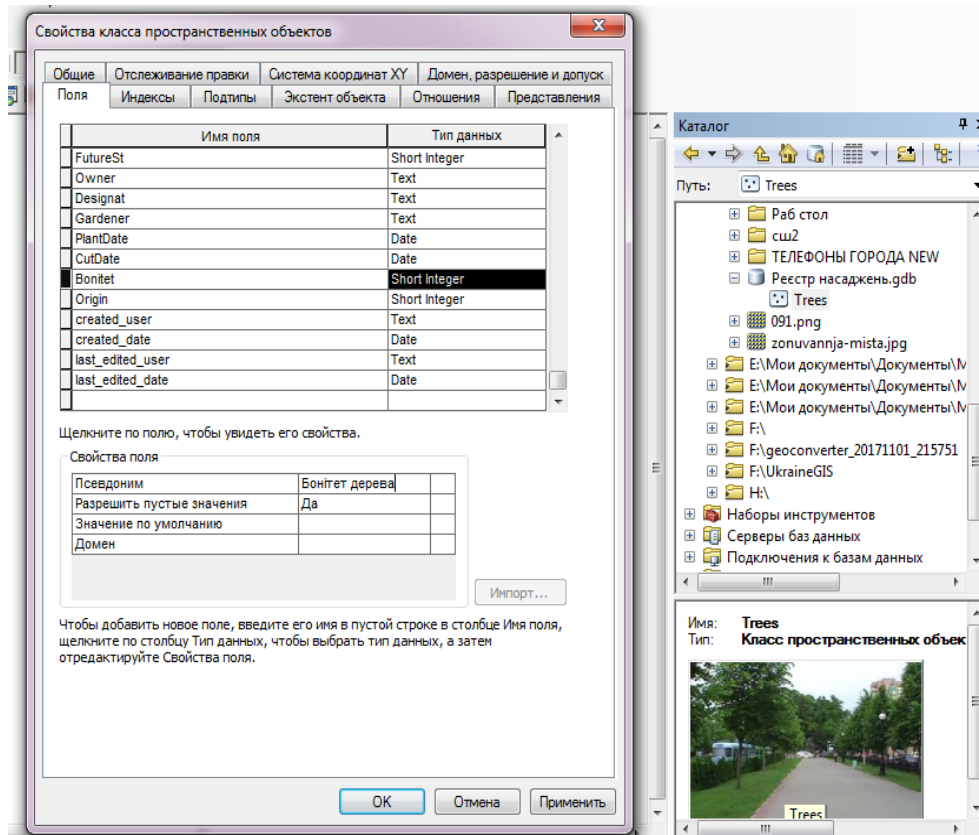 Свойства класса пространственных объектов
Общие Отслеживание правки Система координат XY Домен, разрешение и допуск
Поля Индексы Подтипы Экстент объекта Отношения Представления
Имя поля Тип данных
FutureSt Short Integer
Owner Text
Designat Text
Gardener Text
PlantDate Date
CutDate Date
Bonitet Short Integer
Origin Short Integer
created_user Text
created_date Date
last_edited_user Text
last_edited_date Date
Щелкните по полю, чтобы увидеть его свойства.
Свойства поля
Псевдоним Бонітет дерева
Разрешить пустые значения Да
Значение по умолчанию
Домен
Импорт...
Чтобы добавить новое поле, введите его имя в пустой строке в столбце Имя поля,
щелкните по столбцу Тип данных, чтобы выбрать тип данных, а затем
отредактируйте Свойства поля.
OK Отмена Применить
Каталог
Путь: Trees
Раб стол
сш2
ТЕЛЕФОНЫ ГОРОДА NEW
Реєстр насаджень.gdb
Trees
091.png
zonuvannja-mista.jpg
E:\Мои документы\Документы\М
E:\Мои документы\Документы\М
E:\Мои документы\Документы\М
F:\
F:\geoconverter_20171101_215751
F:\UkraineGIS
H:\
Наборы инструментов
Серверы баз данных
Подключения к базам данных
Имя: Trees
Тип: Класс пространственных объек
Trees